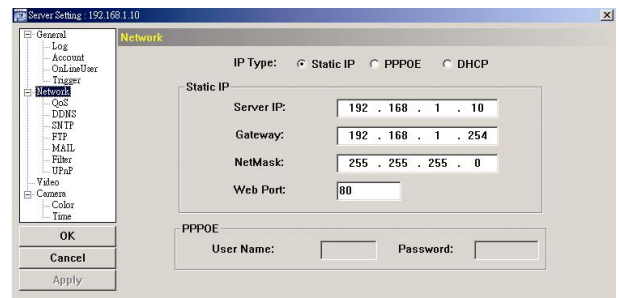 Server Setting : 192.168.1.10
General
Log
Account
OnLineUser
Trigger
Network
QoS
DDNS
SNTP
FTP
MAIL
Filter
UPnP
Video
Camera
Color
Time
OK
Cancel
Apply
Network
IP Type: Static IP PPPOE DHCP
Static IP
Server IP: 192 . 168 . 1 . 10
Gateway: 192 . 168 . 1 . 254
NetMask: 255 . 255 . 255 . 0
Web Port: 80
PPPOE
User Name: Password: